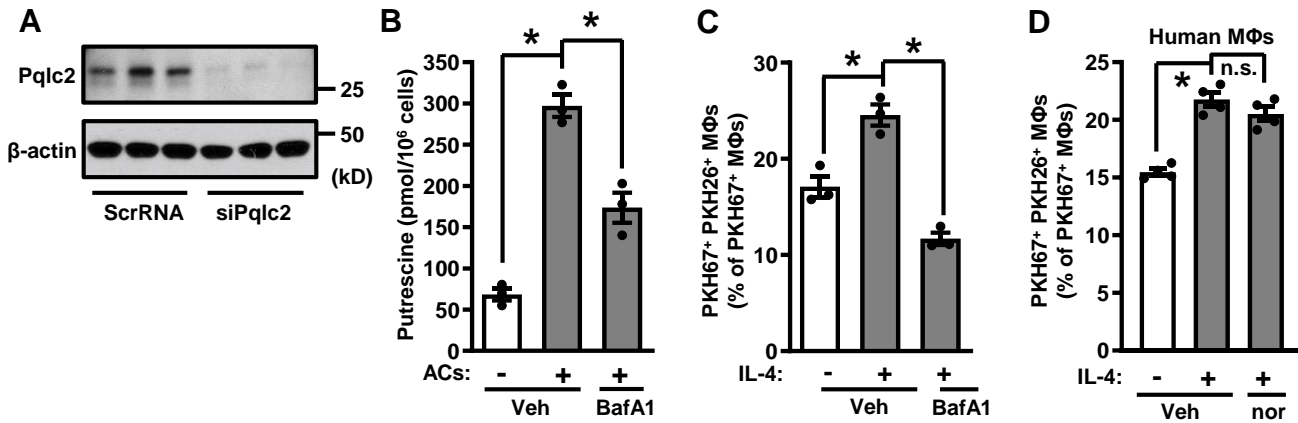 A
Pqlc2
25
β-actin
50
(kD)
ScrRNA siPqlc2
B
Putrescine (pmol/10⁶ cells)
350
300
250
200
150
100
50
0
* *
ACs: - + +
Veh BafA1
C
PKH67⁺ PKH26⁺ MΦs
(% of PKH67⁺ MΦs)
30
20
10
0
* *
IL-4: - + +
Veh BafA1
D
Human MΦs
PKH67⁺ PKH26⁺ MΦs
(% of PKH67⁺ MΦs)
25
20
15
10
5
0
* n.s.
IL-4: - + +
Veh nor